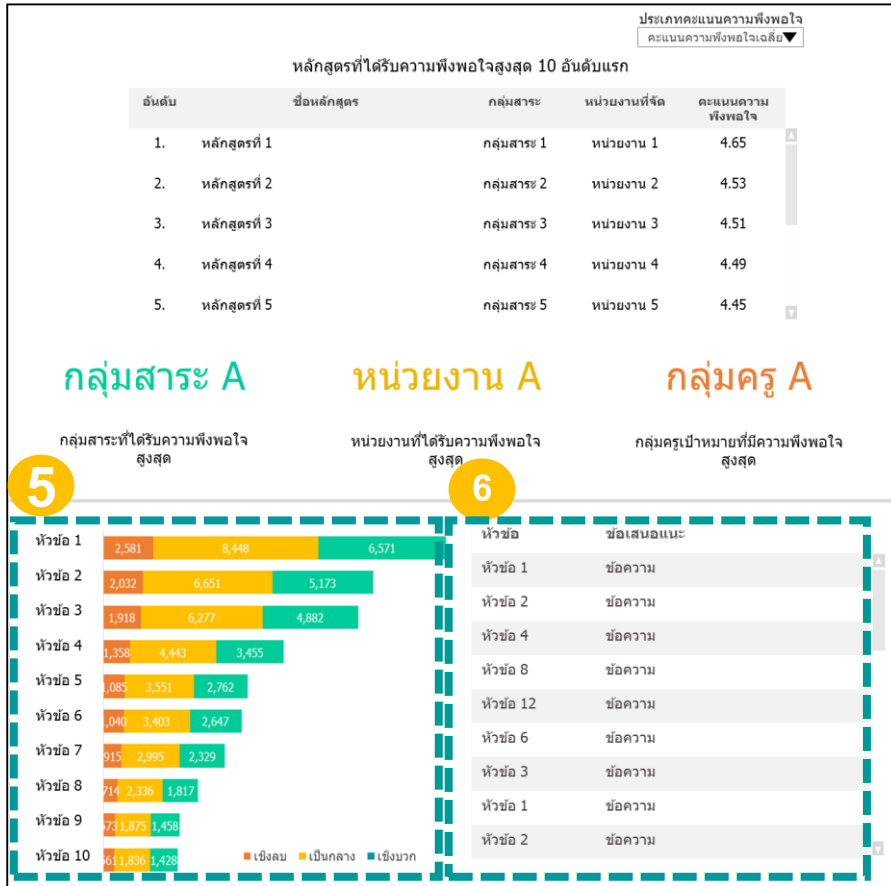 ประเภทคะแนนความพึงพอใจ
คะแนนความพึงพอใจเฉลี่ย
หลักสูตรที่ได้รับความพึงพอใจสูงสุด 10 อันดับแรก
อันดับ ชื่อหลักสูตร กลุ่มสาระ หน่วยงานที่จัด คะแนนความ
พึงพอใจ
1. หลักสูตรที่ 1 กลุ่มสาระ 1 หน่วยงาน 1 4.65
2. หลักสูตรที่ 2 กลุ่มสาระ 2 หน่วยงาน 2 4.53
3. หลักสูตรที่ 3 กลุ่มสาระ 3 หน่วยงาน 3 4.51
4. หลักสูตรที่ 4 กลุ่มสาระ 4 หน่วยงาน 4 4.49
5. หลักสูตรที่ 5 กลุ่มสาระ 5 หน่วยงาน 5 4.45
กลุ่มสาระ A
กลุ่มสาระที่ได้รับความพึงพอใจ
สูงสุด
หน่วยงาน A
หน่วยงานที่ได้รับความพึงพอใจ
สูงสุด
กลุ่มครู A
กลุ่มครูเป้าหมายที่มีความพึงพอใจ
สูงสุด
5
หัวข้อ 1 2,581 8,448 6,571
หัวข้อ 2 2,032 6,651 5,173
หัวข้อ 3 1,918 6,277 4,882
หัวข้อ 4 1,358 4,443 3,455
หัวข้อ 5 3,551 2,762
หัวข้อ 6 3,403 2,647
หัวข้อ 7 915 2,995 2,329
หัวข้อ 8 714 2,336 1,817
หัวข้อ 9 1,875 1,458
หัวข้อ 10 1,836 1,428
เชิงลบ เป็นกลาง เชิงบวก
6
หัวข้อ ข้อเสนอแนะ
หัวข้อ 1 ข้อความ
หัวข้อ 2 ข้อความ
หัวข้อ 4 ข้อความ
หัวข้อ 8 ข้อความ
หัวข้อ 12 ข้อความ
หัวข้อ 6 ข้อความ
หัวข้อ 3 ข้อความ
หัวข้อ 1 ข้อความ
หัวข้อ 2 ข้อความ